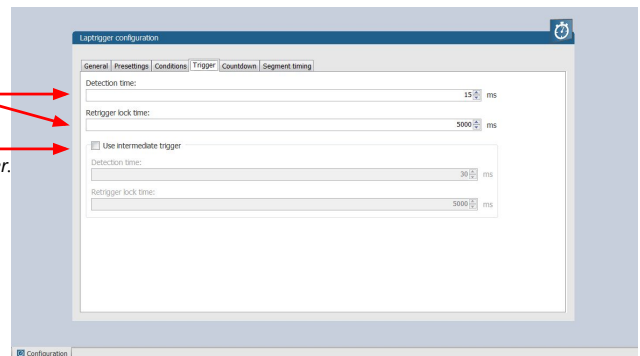 Laptrigger configuration
General Presettings Conditions Trigger Countdown Segment timing
Detection time:
15 ms
Retrigger lock time:
5000 ms
Use intermediate trigger
er.
Detection time:
30 ms
Retrigger lock time:
5000 ms
Configuration